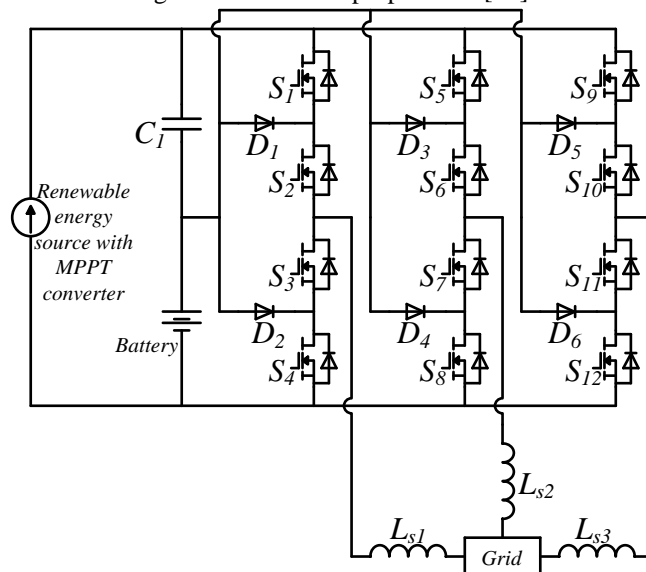 S1
S5
S9
C1
D1
D3
D5
S2
S6
S10
Renewable
energy
source with
MPPT
converter
S3
S7
S11
D2
D4
D6
Battery
S4
S8
S12
Ls2
Ls1
Ls3
Grid